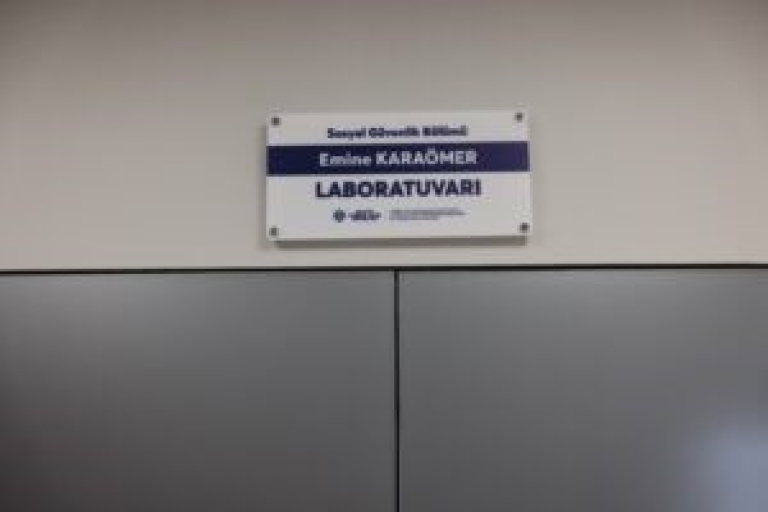 Sosyal Güvenlik Bölümü
Emine KARAÖMER
LABORATUVARI